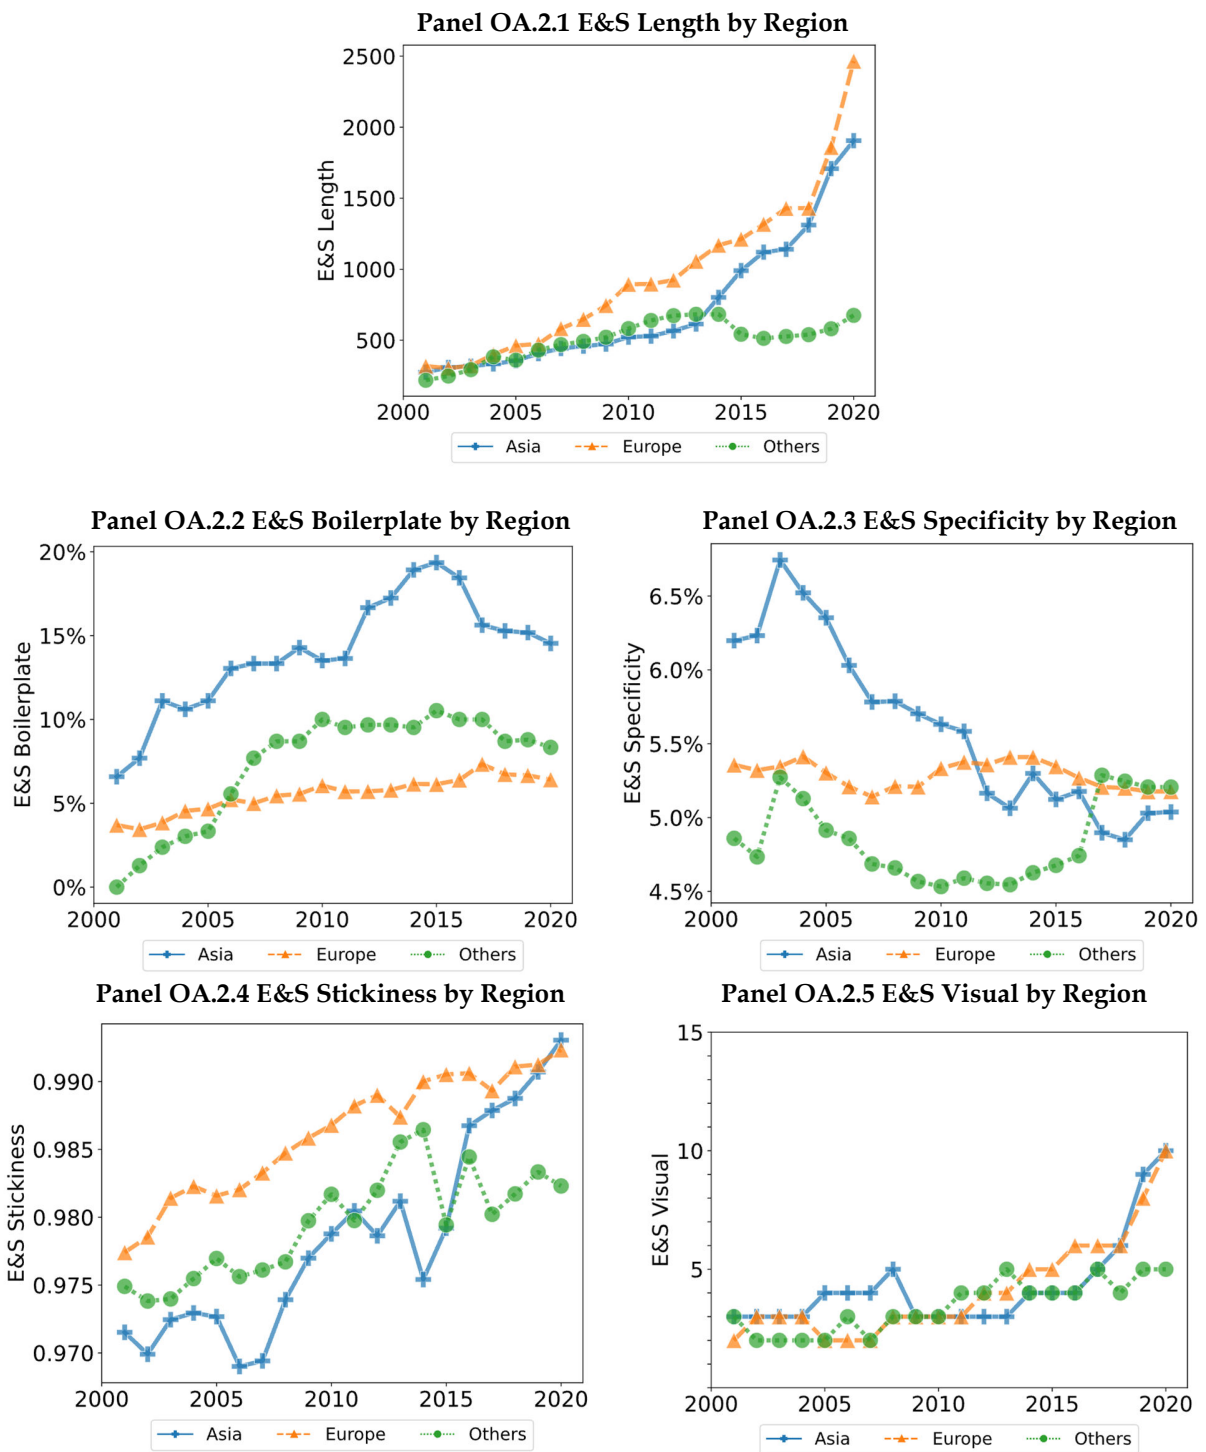 Panel OA.2.1 E&S Length by Region
2500
2000
1500
1000
500
E&S Length
2000 2005 2010 2015 2020
Asia Europe Others
Panel OA.2.2 E&S Boilerplate by Region
20%
15%
10%
5%
0%
E&S Boilerplate
2000 2005 2010 2015 2020
Asia Europe Others
Panel OA.2.3 E&S Specificity by Region
6.5%
6.0%
5.5%
5.0%
4.5%
E&S Specificity
2000 2005 2010 2015 2020
Asia Europe Others
Panel OA.2.4 E&S Stickiness by Region
0.990
0.985
0.980
0.975
0.970
E&S Stickiness
2000 2005 2010 2015 2020
Asia Europe Others
Panel OA.2.5 E&S Visual by Region
15
10
5
E&S Visual
2000 2005 2010 2015 2020
Asia Europe Others